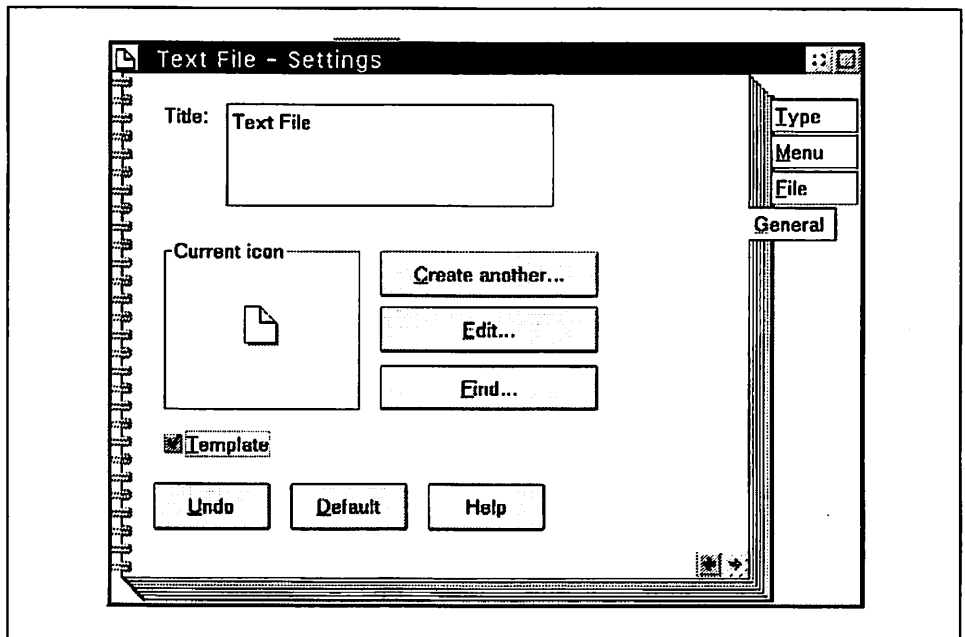 Text File - Settings
Title:
Text File
Type
Menu
File
General
Current icon
Create another...
Edit...
Find...
Template
Undo
Default
Help